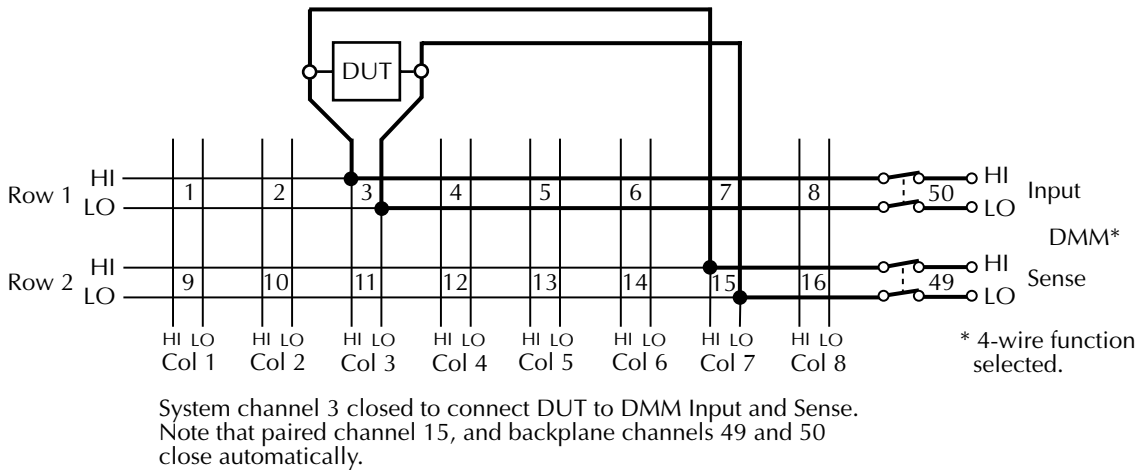 DUT
HI
Row 1
LO
1 2 3 4 5 6 7 8 50
HI
Input
LO
DMM*
HI
Row 2
LO
9 10 11 12 13 14 15 16 49
HI
Sense
LO
HI LO HI LO HI LO HI LO HI LO HI LO HI LO HI LO
Col 1 Col 2 Col 3 Col 4 Col 5 Col 6 Col 7 Col 8
* 4-wire function
selected.
System channel 3 closed to connect DUT to DMM Input and Sense.
Note that paired channel 15, and backplane channels 49 and 50
close automatically.